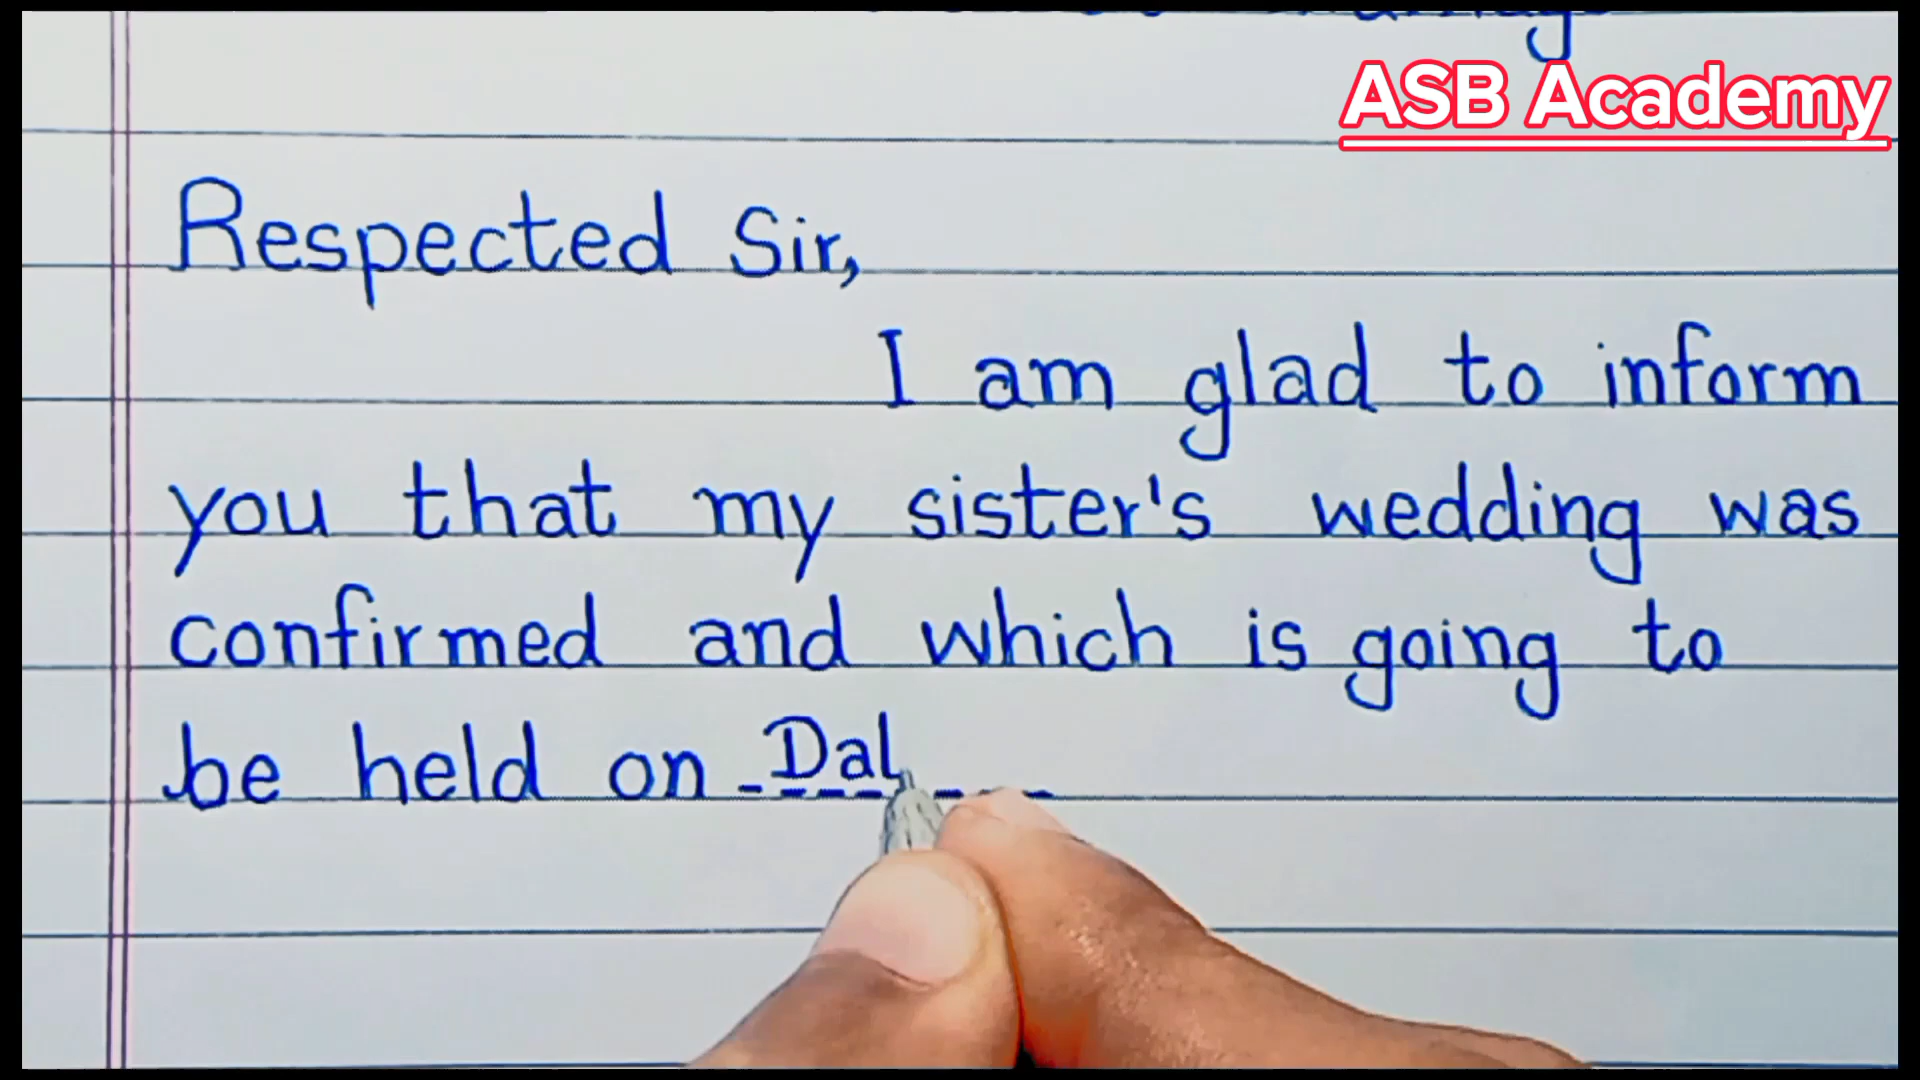 ASB Academy
Respected Sir,
I am glad to inform
you that my sister's wedding was
confirmed and which is going to
be held on Dal